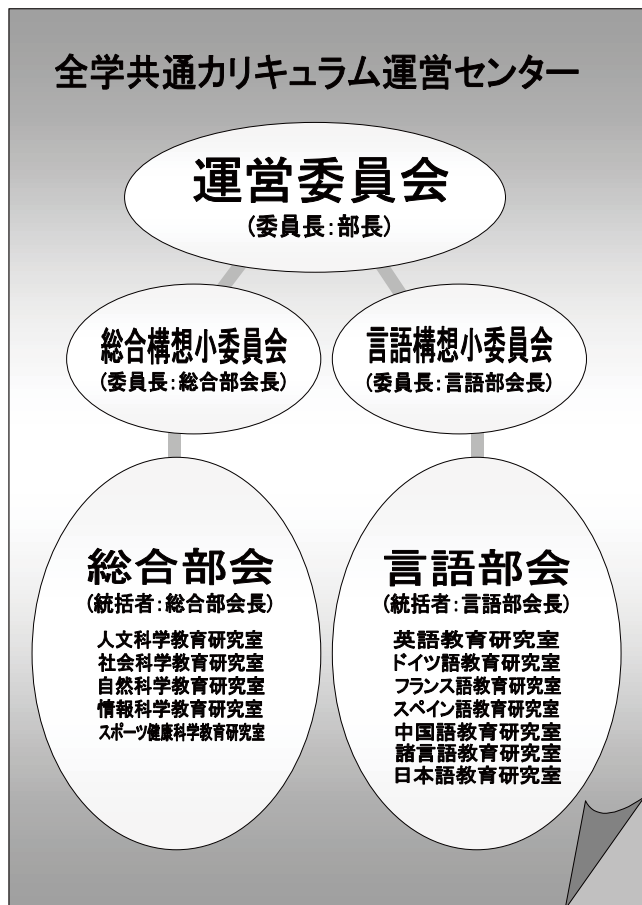 全学共通カリキュラム運営センター
運営委員会
(委員長:部長)
総合構想小委員会
(委員長:総合部会長)
言語構想小委員会
(委員長:言語部会長)
総合部会
(統括者:総合部会長)
人文科学教育研究室
社会科学教育研究室
自然科学教育研究室
情報科学教育研究室
スポーツ健康科学教育研究室
言語部会
(統括者:言語部会長)
英語教育研究室
ドイツ語教育研究室
フランス語教育研究室
スペイン語教育研究室
中国語教育研究室
諸言語教育研究室
日本語教育研究室